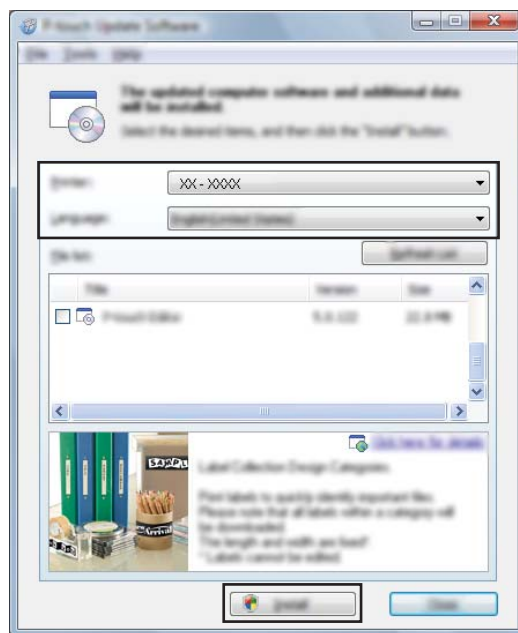 P-touch Update Software
File Tools Help
The updated computer software and additional data
will be installed.
Select the desired items, and then click the "Install" button.
Printer: XX - XXXX
Language: English(United States)
File list: Refresh List
Title Version Size
P-touch Editor 22.8 MB
Click here for details
Label Collection Design Categories.
Print labels to quickly identify important files.
Please note that all labels within a category will
be downloaded.
The length and width are fixed*.
* Labels cannot be edited.
Arrival
Install Close